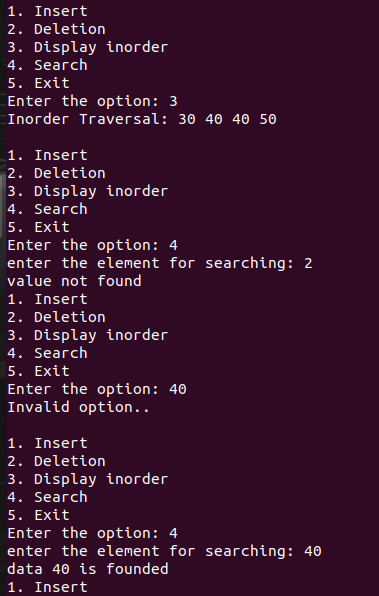 1. Insert
2. Deletion
3. Display inorder
4. Search
5. Exit
Enter the option: 3
Inorder Traversal: 30 40 40 50
1. Insert
2. Deletion
3. Display inorder
4. Search
5. Exit
Enter the option: 4
enter the element for searching: 2
value not found
1. Insert
2. Deletion
3. Display inorder
4. Search
5. Exit
Enter the option: 40
Invalid option..
1. Insert
2. Deletion
3. Display inorder
4. Search
5. Exit
Enter the option: 4
enter the element for searching: 40
data 40 is founded
1. Insert